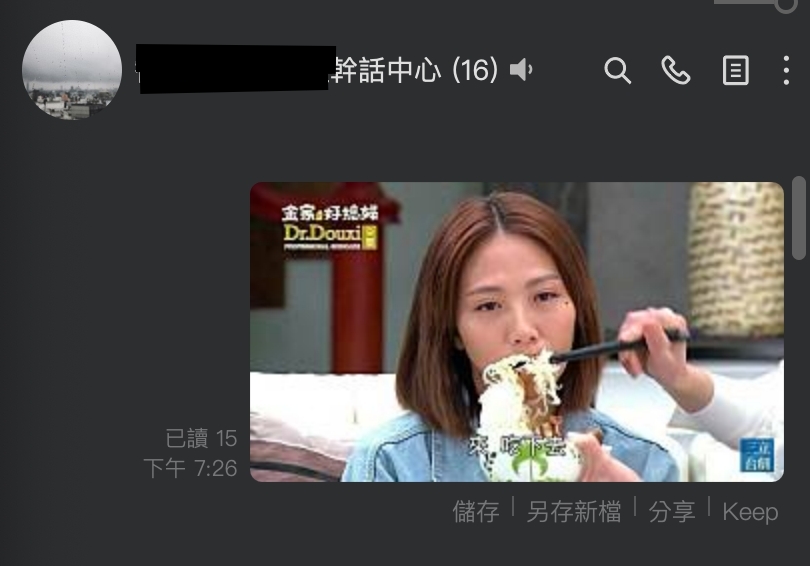 幹話中心 (16)
金家好媳婦
Dr.Douxi
來 吃下去
三立
台劇
已讀 15
下午 7:26
儲存
另存新檔
分享
Keep